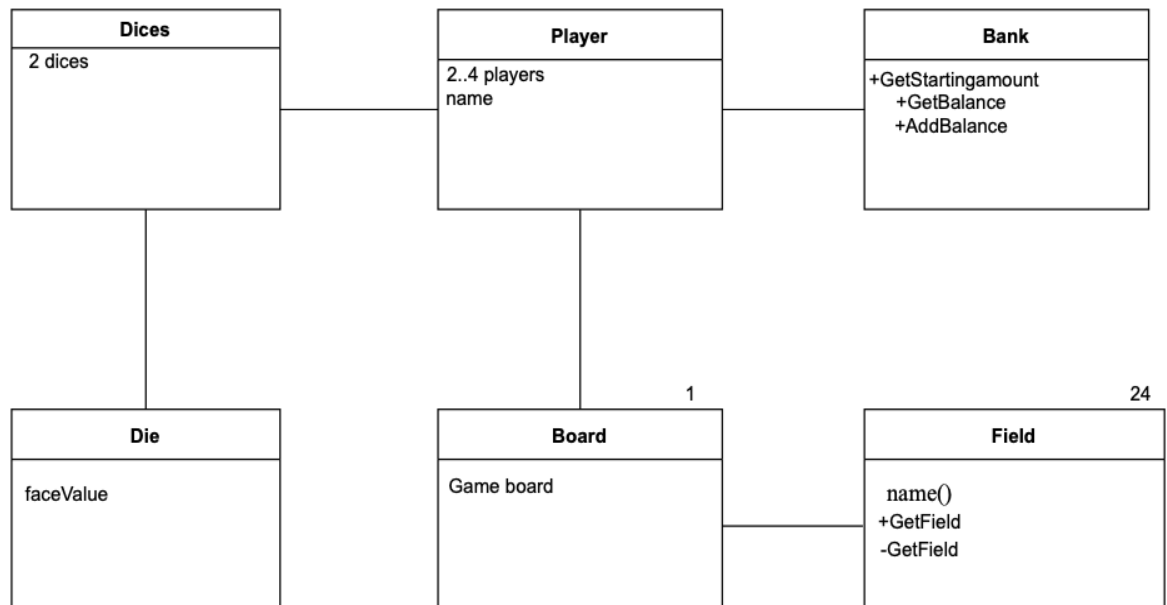 Dices
2 dices
Player
2..4 players
name
Bank
+GetStartingamount
+GetBalance
+AddBalance
Die
faceValue
1
Board
Game board
24
Field
name()
+GetField
-GetField